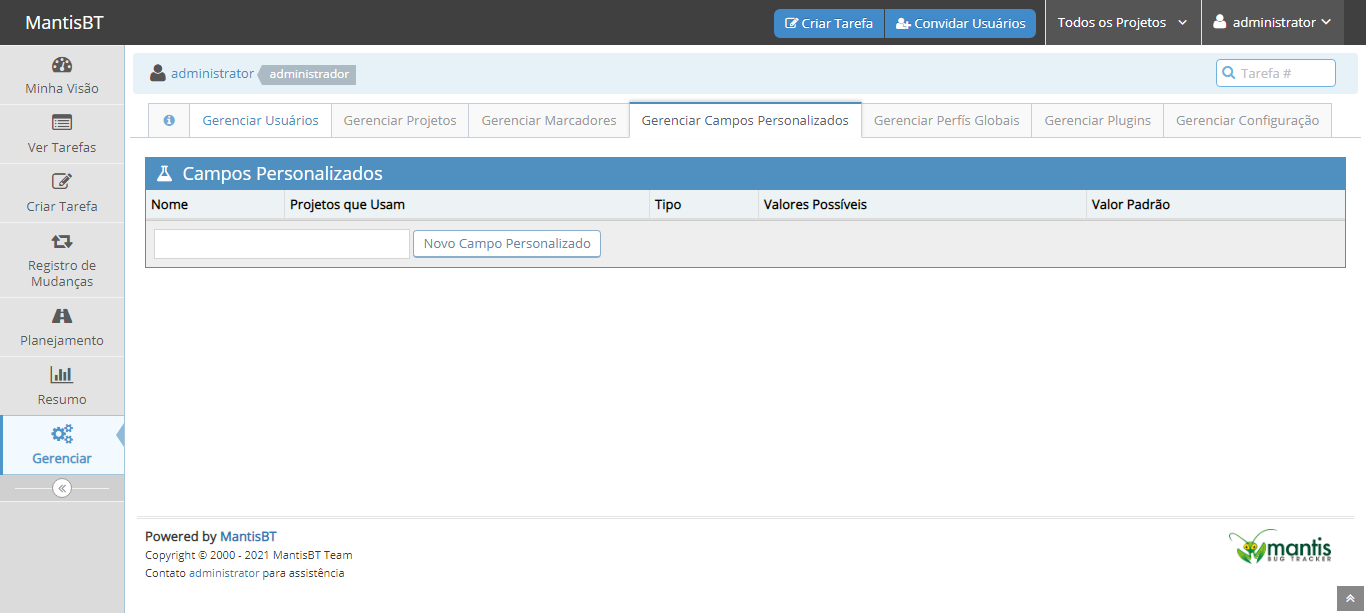 MantisBT
Criar Tarefa
Convidar Usuários
Todos os Projetos
administrator
Minha Visão
Ver Tarefas
Criar Tarefa
Registro de
Mudanças
Planejamento
Resumo
Gerenciar
administrator administrador
Tarefa #
Gerenciar Usuários
Gerenciar Projetos
Gerenciar Marcadores
Gerenciar Campos Personalizados
Gerenciar Perfís Globais
Gerenciar Plugins
Gerenciar Configuração
Campos Personalizados
Nome
Projetos que Usam
Tipo
Valores Possíveis
Valor Padrão
Novo Campo Personalizado
Powered by MantisBT
Copyright © 2000 - 2021 MantisBT Team
Contato administrator para assistência
mantis
BUG TRACKER